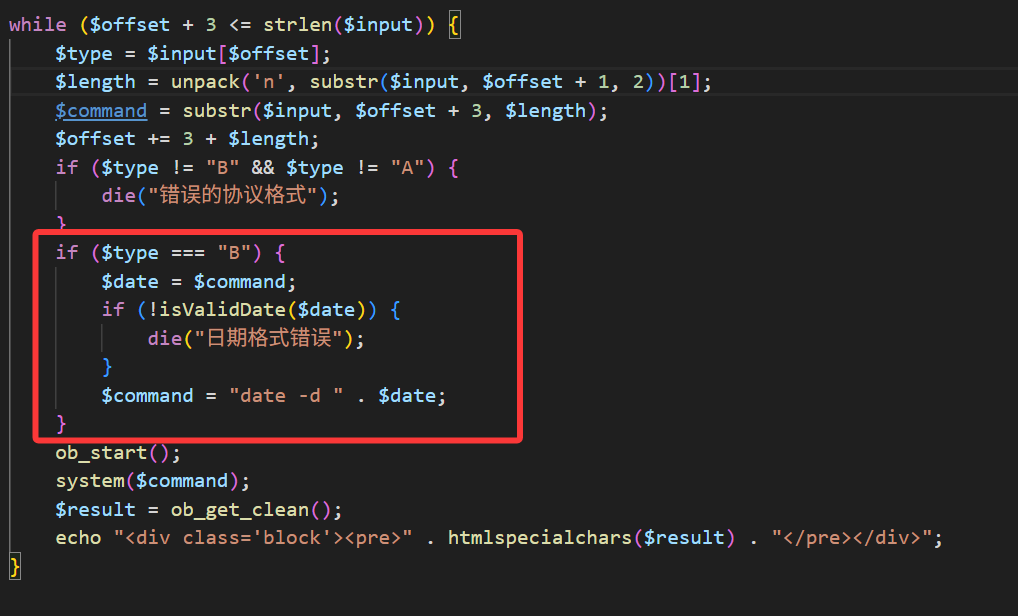 while ($offset + 3 <= strlen($input)) {
    $type = $input[$offset];
    $length = unpack('n', substr($input, $offset + 1, 2))[1];
    $command = substr($input, $offset + 3, $length);
    $offset += 3 + $length;
    if ($type != "B" && $type != "A") {
        die("错误的协议格式");
    }
    if ($type === "B") {
        $date = $command;
        if (!isValidDate($date)) {
            die("日期格式错误");
        }
        $command = "date -d " . $date;
    }
    ob_start();
    system($command);
    $result = ob_get_clean();
    echo "<div class='block'><pre>" . htmlspecialchars($result) . "</pre></div>";
}